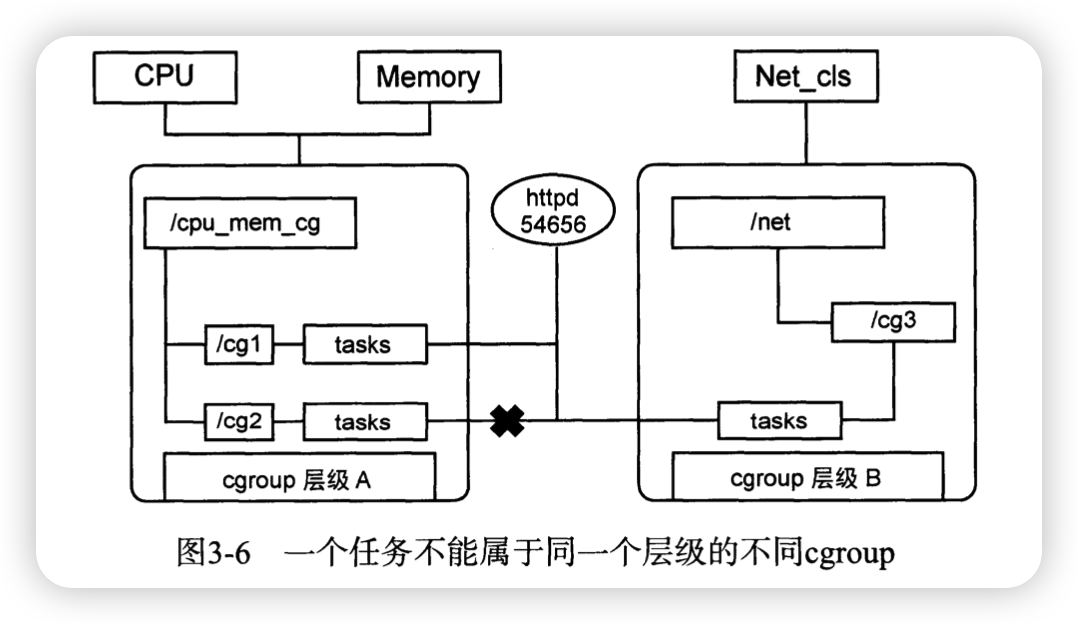 CPU
Memory
Net_cls
/cpu_mem_cg
httpd
54656
/net
/cg1
tasks
/cg3
/cg2
tasks
tasks
cgroup 层级 A
cgroup 层级 B
图3-6 一个任务不能属于同一个层级的不同cgroup